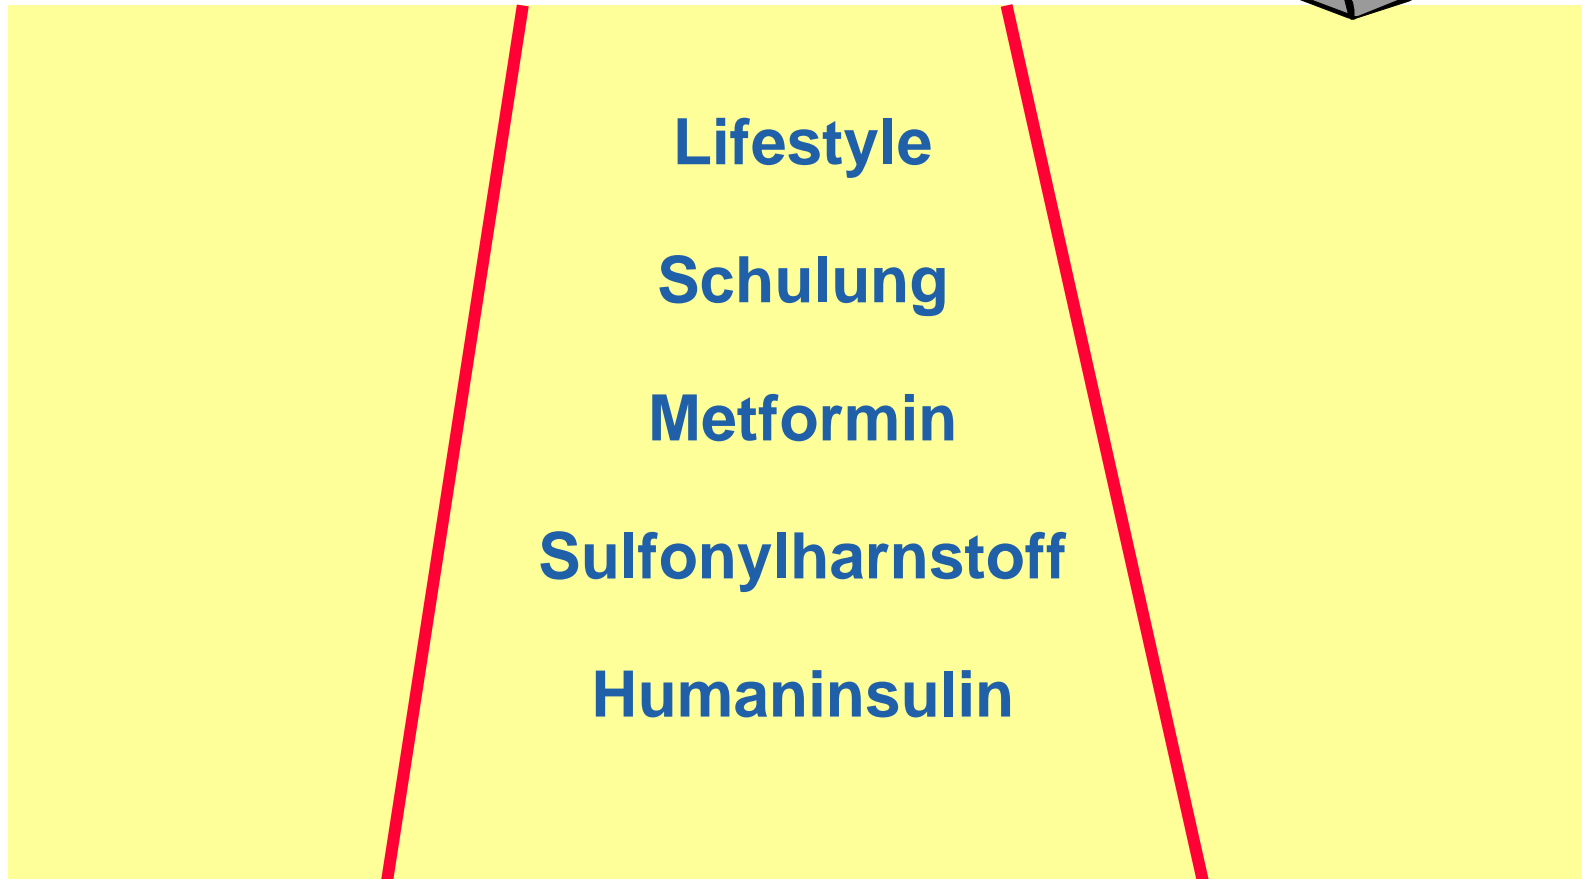 Lifestyle
Schulung
Metformin
Sulfonylharnstoff
Humaninsulin